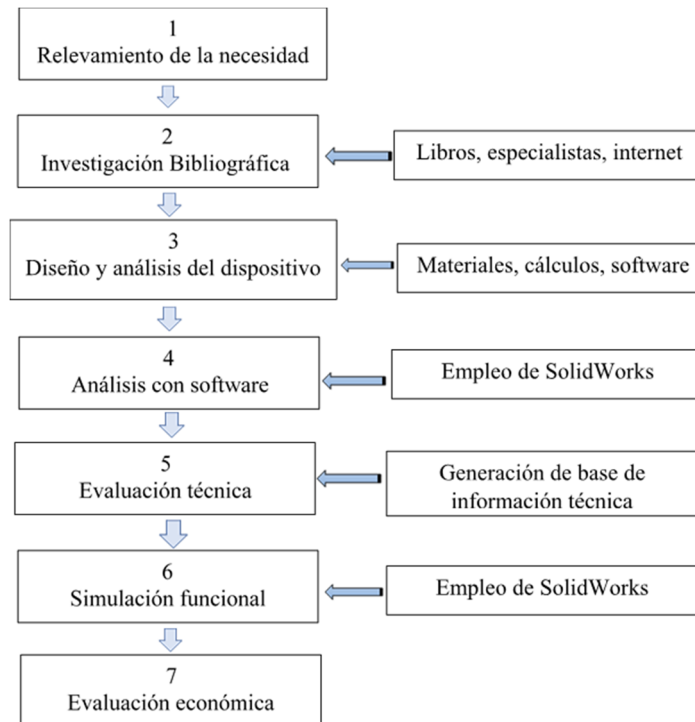 1
Relevamiento de la necesidad
2
Investigación Bibliográfica
Libros, especialistas, internet
3
Diseño y análisis del dispositivo
Materiales, cálculos, software
4
Análisis con software
Empleo de SolidWorks
5
Evaluación técnica
Generación de base de
información técnica
6
Simulación funcional
Empleo de SolidWorks
7
Evaluación económica